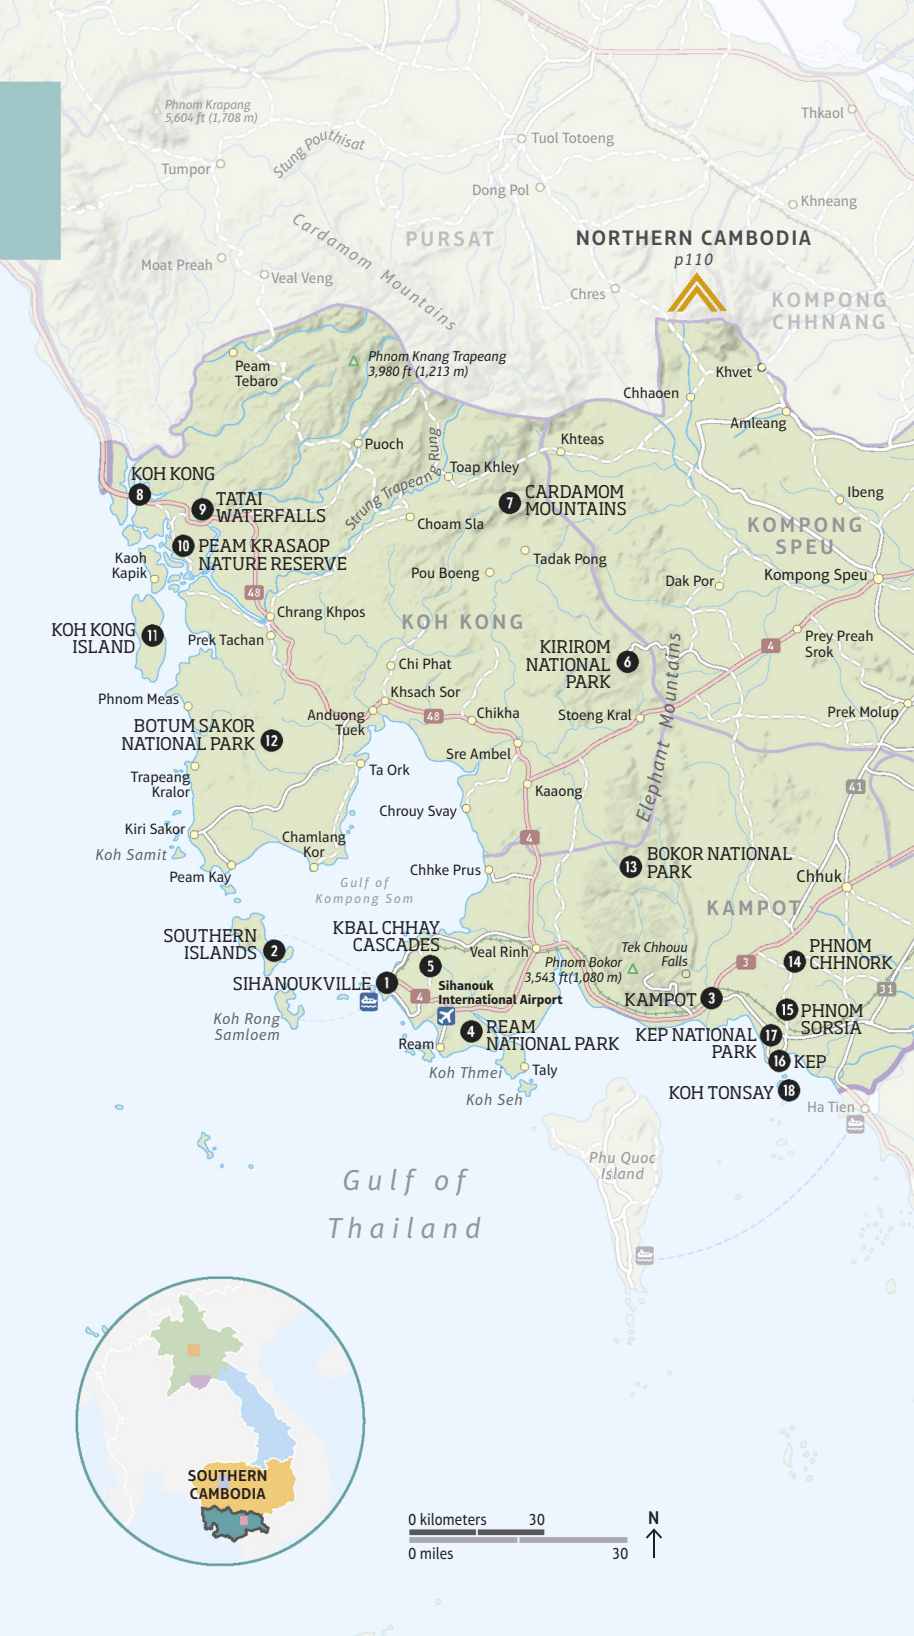 Phnom Krapang
5,604 ft (1,708 m)
Thkaol
Stung Pouthisat
Tuol Totoeng
Tumpor
Dong Pol
Khneang
Cardamom Mountains
PURSAT
NORTHERN CAMBODIA
p110
Moat Preah
Veal Veng
Chres
KOMPONG
CHHNANG
Phnom Knang Trapeang
3,980 ft (1,213 m)
Peam
Tebaro
Khvet
Chhaoen
Amleang
Puoch
Khteas
Strung Trapeang Rung
Toap Khley
KOH KONG
8
9 TATAI
WATERFALLS
7 CARDAMOM
MOUNTAINS
Ibeng
Choam Sla
KOMPONG
SPEU
10 PEAM KRASAOP
NATURE RESERVE
Kaoh
Kapik
Tadak Pong
Pou Boeng
Dak Por
Kompong Speu
48
Chrang Khpos
KOH KONG
KOH KONG
ISLAND 11
Prek Tachan
4
Prey Preah
Srok
KIRIROM
NATIONAL
PARK
6
Chi Phat
Khsach Sor
Phnom Meas
Anduong
Tuek
48
Chikha
Stoeng Kral
Elephant Mountains
Prek Molup
BOTUM SAKOR
NATIONAL PARK 12
Sre Ambel
Trapeang
Kralor
Ta Ork
Kaaong
41
Chrouy Svay
Kiri Sakor
Chamlang
Kor
4
Koh Samit
BOKOR NATIONAL
PARK
13
Peam Kay
Chhke Prus
Chhuk
Gulf of
Kompong Som
KAMPOT
SOUTHERN
ISLANDS 2
KBAL CHHAY
CASCADES
5
Veal Rinh
Tek Chhouu
Falls
PHNOM
CHHNORK
14
3
Phnom Bokor
3,543 ft(1,080 m)
SIHANOUKVILLE 1
Sihanouk
International Airport
4
31
KAMPOT 3
15 PHNOM
SORSIA
Koh Rong
Samloem
4 REAM
NATIONAL PARK
KEP NATIONAL
PARK
17
Ream
16 KEP
Koh Thmei
Taly
Koh Seh
KOH TONSAY 18
Ha Tien
Phu Quoc
Island
Gulf of
Thailand
SOUTHERN
CAMBODIA
0 kilometers 30
0 miles 30
N